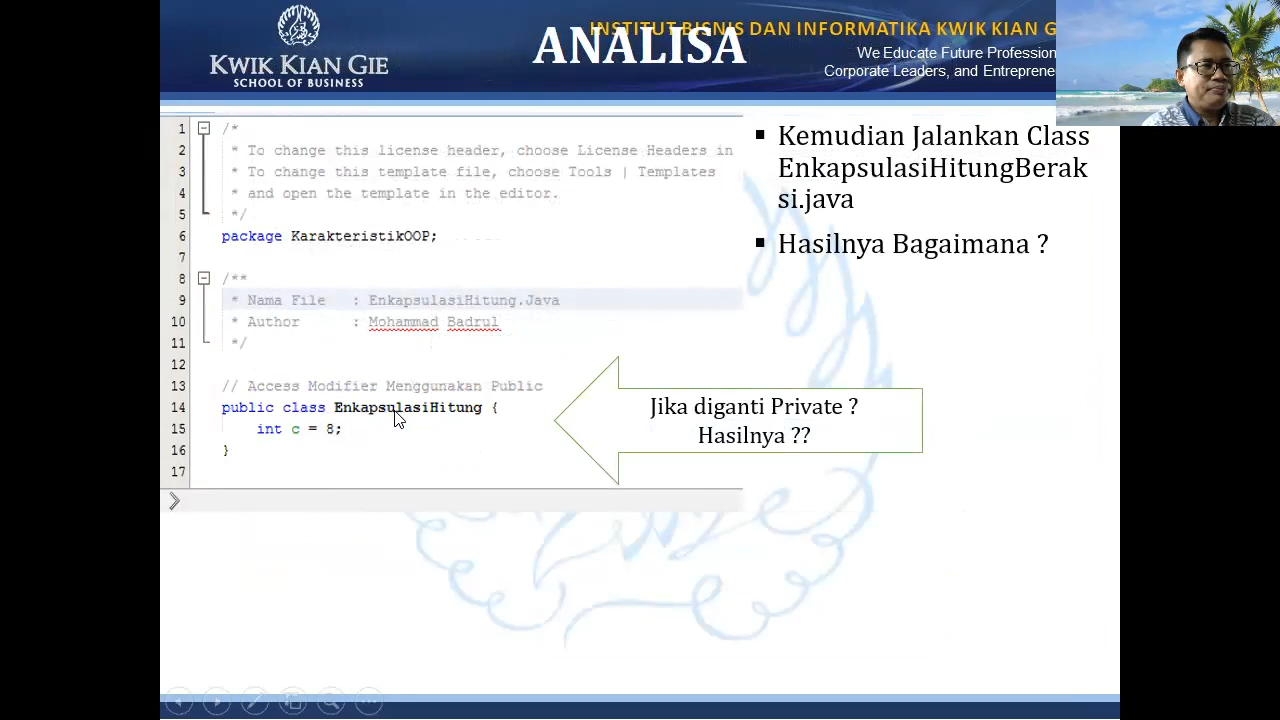 KWIK KIAN GIE
SCHOOL OF BUSINESS
ANALISA
INSTITUT BISNIS DAN INFORMATIKA KWIK KIAN
We Educate Future
Corporate Leaders, and
1 /*
2 * To change this license header, choose License Headers in
3 * To change this template file, choose Tools | Templates
4 * and open the template in the editor.
5 */
6 package KarakteristikOOP;
7
8 /**
9 * Nama File : EnkapsulasiHitung.Java
10 * Author : Mohammad Badrul
11 */
12
13 // Access Modifier Menggunakan Public
14 public class EnkapsulasiHitung {
15 int c = 8;
16 }
17
▪ Kemudian Jalankan Class
EnkapsulasiHitungBerak
si.java
▪ Hasilnya Bagaimana ?
Jika diganti Private ?
Hasilnya ??